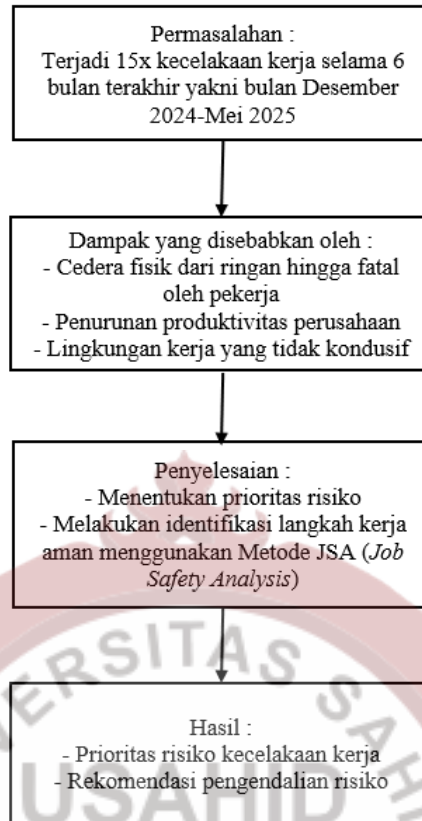 Permasalahan :
Terjadi 15x kecelakaan kerja selama 6
bulan terakhir yakni bulan Desember
2024-Mei 2025
Dampak yang disebabkan oleh :
- Cedera fisik dari ringan hingga fatal
oleh pekerja
- Penurunan produktivitas perusahaan
- Lingkungan kerja yang tidak kondusif
Penyelesaian :
- Menentukan prioritas risiko
- Melakukan identifikasi langkah kerja
aman menggunakan Metode JSA (Job
Safety Analysis)
Hasil :
- Prioritas risiko kecelakaan kerja
- Rekomendasi pengendalian risiko
VERSITAS SAH
USAHID